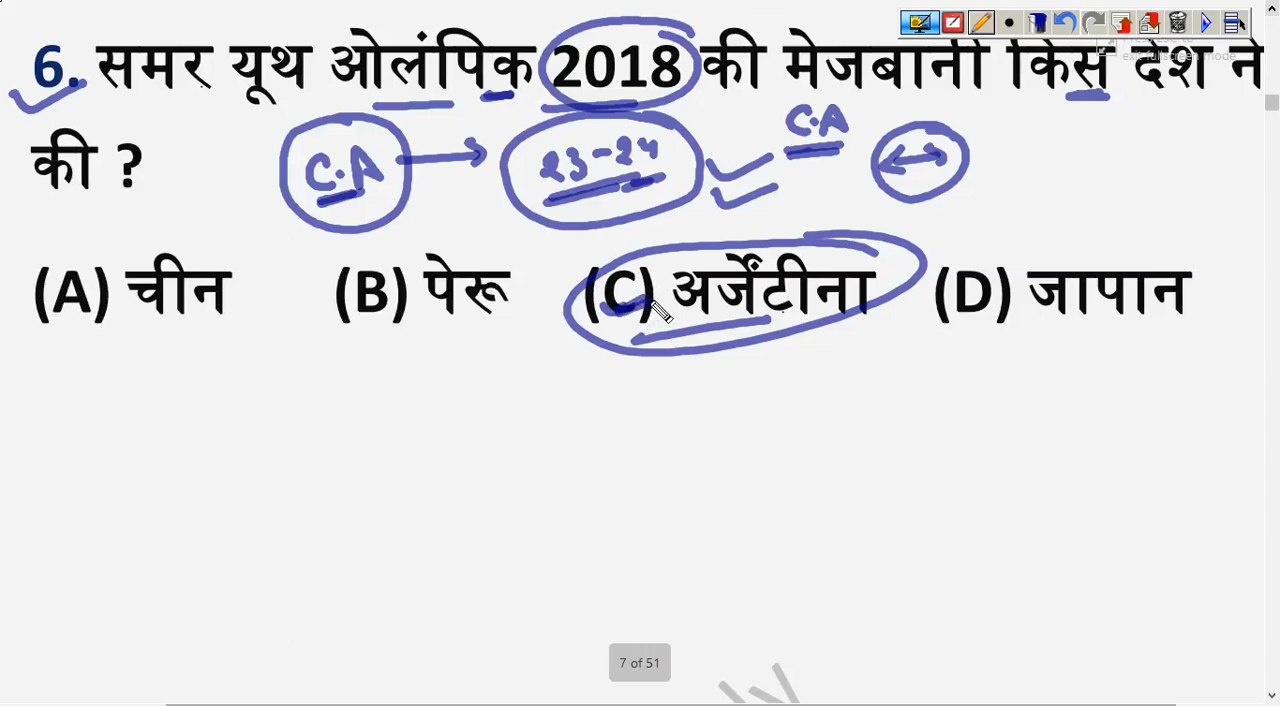 6. समर यूथ ओलंपिक 2018 की मेजबानी किस देश ने
की ?
C.A
23-24
C.A
(A) चीन (B) पेरू (C) अर्जेंटीना (D) जापान
7 of 51